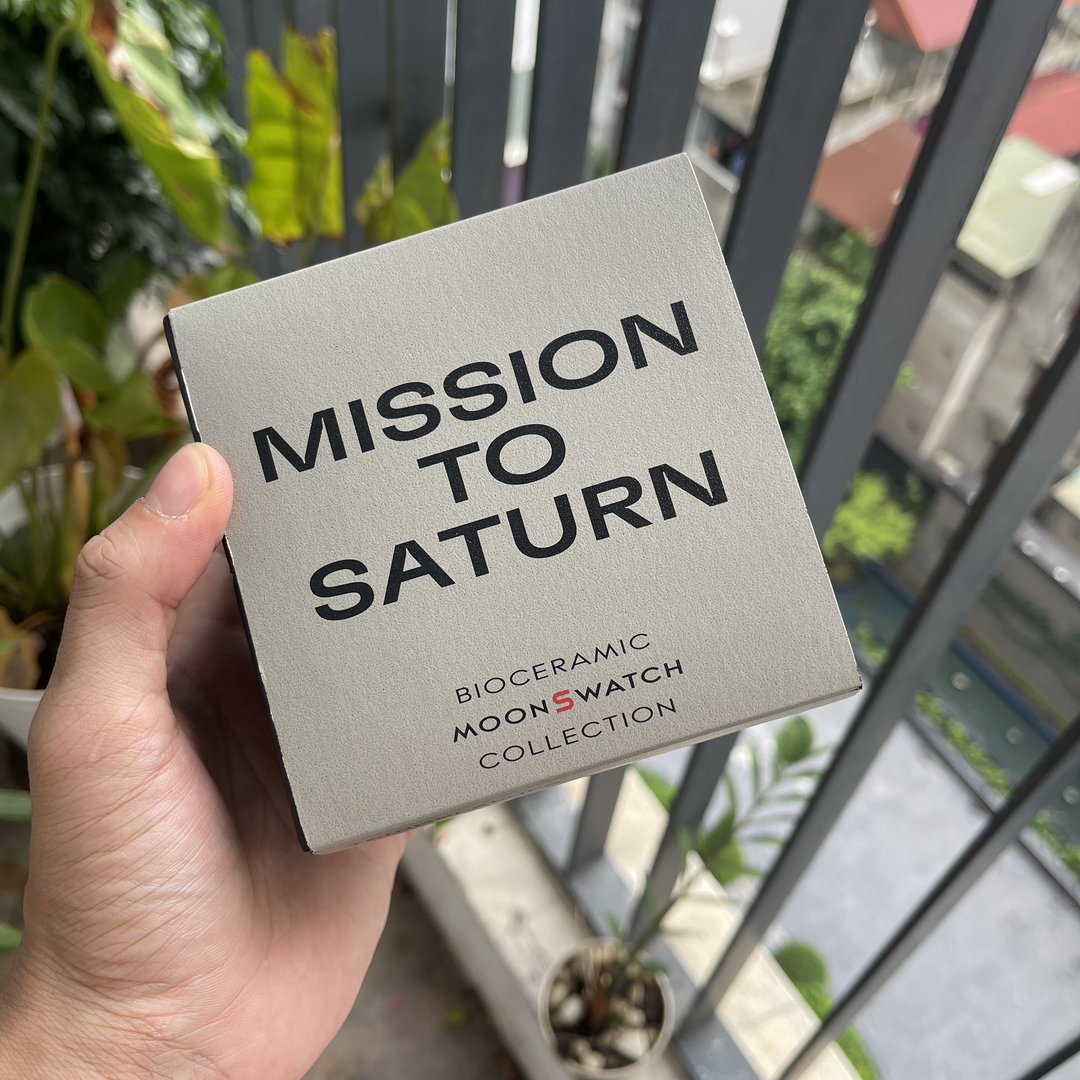 MISSION
TO
SATURN
BIOCERAMIC
MOONSWATCH
COLLECTION